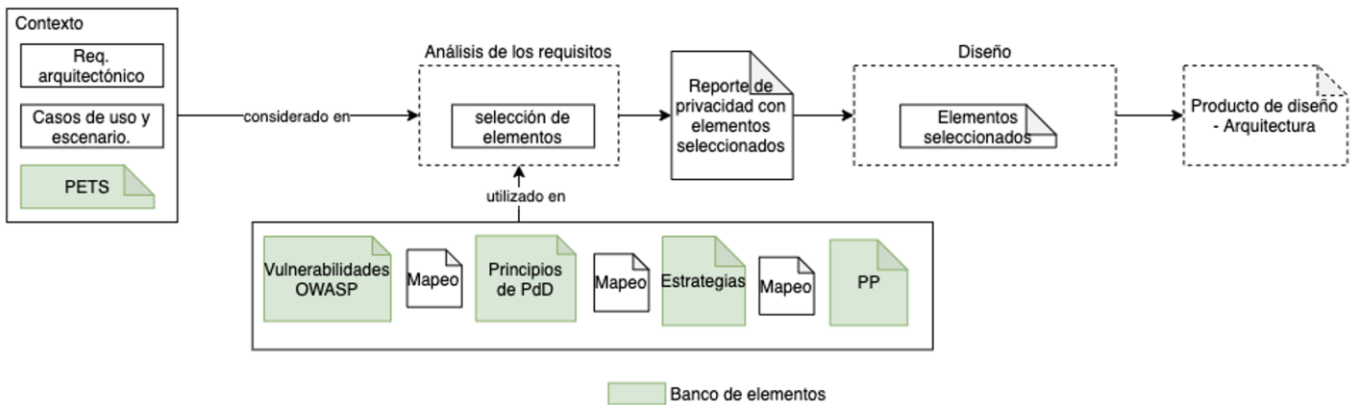 Contexto
Req.
arquitectónico
Casos de uso y
escenario.
PETS
considerado en
Análisis de los requisitos
selección de
elementos
utilizado en
Reporte de
privacidad con
elementos
seleccionados
Diseño
Elementos
seleccionados
Producto de diseño
- Arquitectura
Vulnerabilidades
OWASP
Mapeo
Principios
de PdD
Mapeo
Estrategias
Mapeo
PP
Banco de elementos